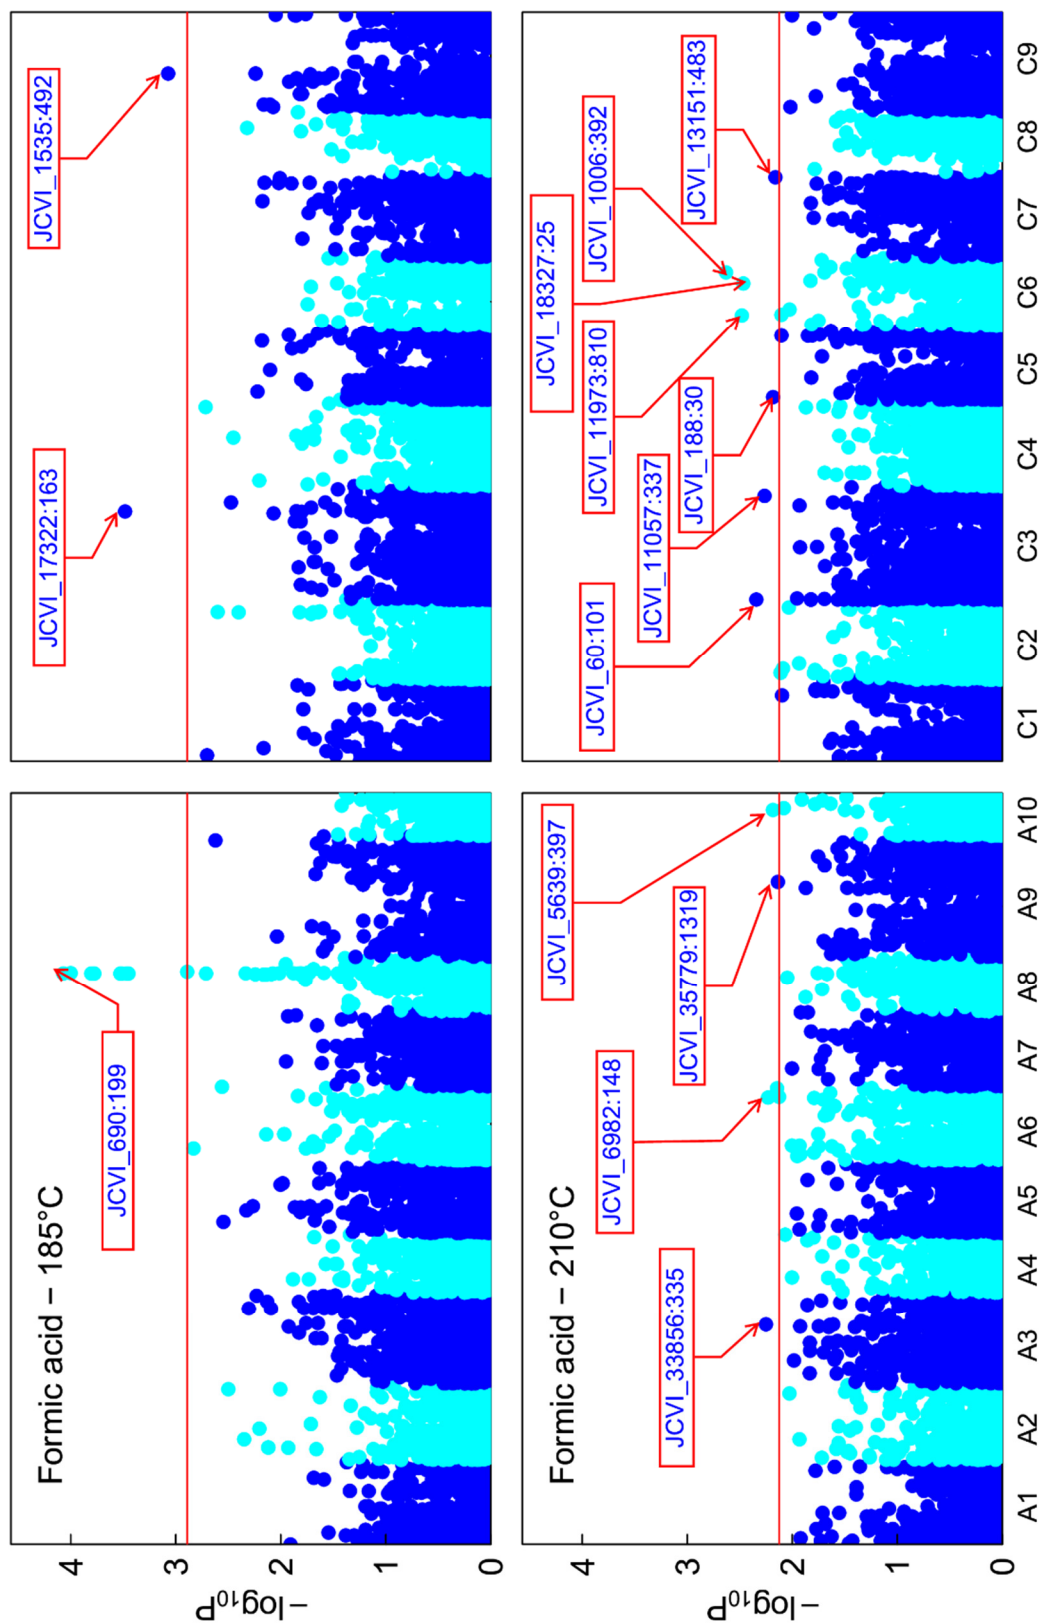 Formic acid – 185°C
–log10P
4
3
2
1
0
JCVI_690:199
JCVI_17322:163
JCVI_1535:492
Formic acid – 210°C
–log10P
4
3
2
1
0
JCVI_33856:335
JCVI_6982:148
JCVI_35779:1319
JCVI_5639:397
JCVI_60:101
JCVI_11057:337
JCVI_188:30
JCVI_11973:810
JCVI_18327:25
JCVI_1006:392
JCVI_13151:483
A1 A2 A3 A4 A5 A6 A7 A8 A9 A10 C1 C2 C3 C4 C5 C6 C7 C8 C9